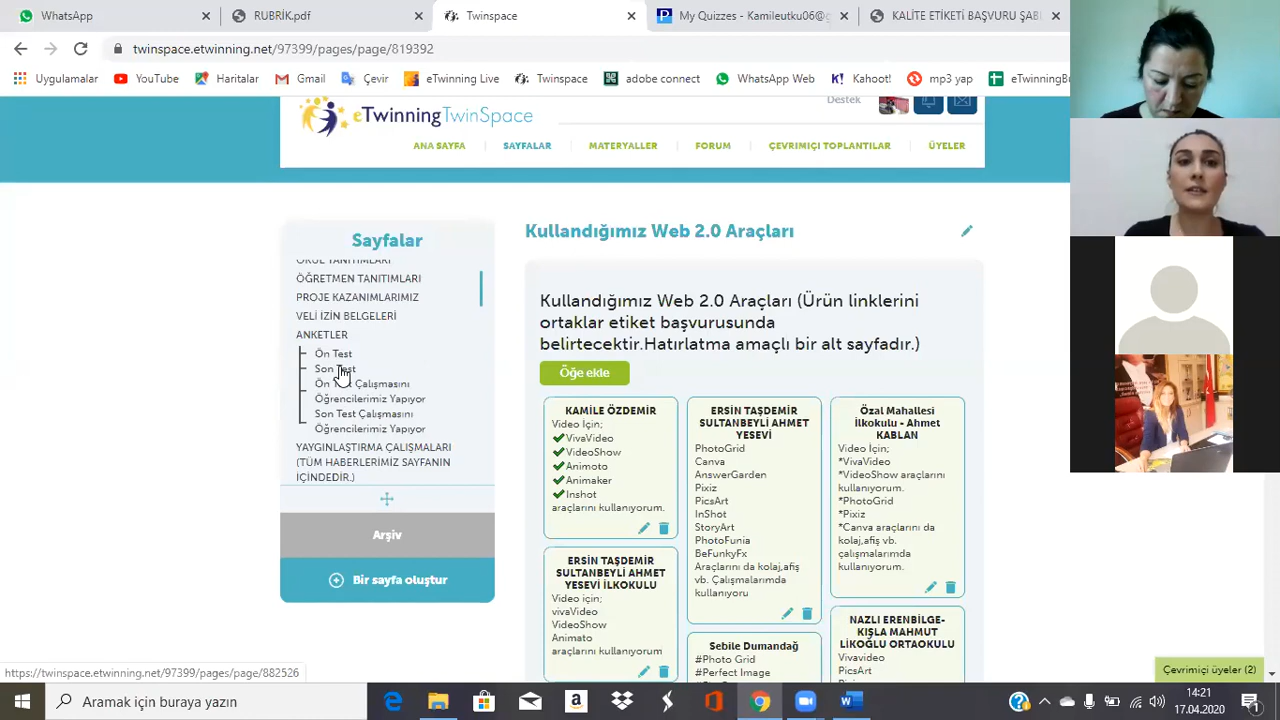 WhatsApp
RUBRİK.pdf
Twinspace
My Quizzes - Kamileutku06@g
KALİTE ETİKETİ BAŞVURU ŞABL
twinspace.etwinning.net/97399/pages/page/819392
Uygulamalar
YouTube
Haritalar
Gmail
Çevir
eTwinning Live
Twinspace
adobe connect
WhatsApp Web
Kahoot!
mp3 yap
eTwinningBu
Destek
eTwinningTwinSpace
ANA SAYFA
SAYFALAR
MATERYALLER
FORUM
ÇEVRIMIÇI TOPLANTILAR
ÜYELER
Sayfalar
OKUL TANITIMLARI
ÖĞRETMEN TANITIMLARI
PROJE KAZANIMLARIMIZ
VELİ İZİN BELGELERİ
ANKETLER
Ön Test
Son Test
Ön Test Çalışmasını
Öğrencilerimiz Yapıyor
Son Test Çalışmasını
Öğrencilerimiz Yapıyor
YAYGINLAŞTIRMA ÇALIŞMALARI
(TÜM HABERLERİMİZ SAYFANIN
İÇİNDEDİR.)
Arşiv
Bir sayfa oluştur
Kullandığımız Web 2.0 Araçları
Kullandığımız Web 2.0 Araçları (Ürün linklerini
ortaklar etiket başvurusunda
belirtecektir.Hatırlatma amaçlı bir alt sayfadır.)
Öğe ekle
KAMİLE ÖZDEMİR
Video İçin;
VivaVideo
VideoShow
Animoto
Animaker
Inshot
araçlarını kullanıyorum.
ERSİN TAŞDEMİR
SULTANBEYLİ AHMET
YESEVİ İLKOKULU
Video için;
vivaVideo
VideoShow
Animato
araçlarını kullanıyorum
ERSİN TAŞDEMİR
SULTANBEYLİ AHMET
YESEVİ
PhotoGrid
Canva
AnswerGarden
Pixiz
PicsArt
InShot
StoryArt
PhotoFunia
BeFunkyFx
Araçlarını da kolaj,afiş
vb. Çalışmalarımda
kullanıyoru
Sebile Dumandağ
#Photo Grid
#Perfect Image
Özal Mahallesi
İlkokulu - Ahmet
KABLAN
Video İçin;
*VivaVideo
*VideoShow araçlarını
kullanıyorum.
*PhotoGrid
*Pixiz
*Canva araçlarını da
kolaj,afiş vb.
çalışmalarımda
kullanıyorum.
NAZLI ERENBİLGE-
KIŞLA MAHMUT
LİKOĞLU ORTAOKULU
Vivavideo
PicsArt
https://twinspace.etwinning.net/97399/pages/page/882526
Çevrimiçi üyeler (2)
Aramak için buraya yazın
14:21
17.04.2020